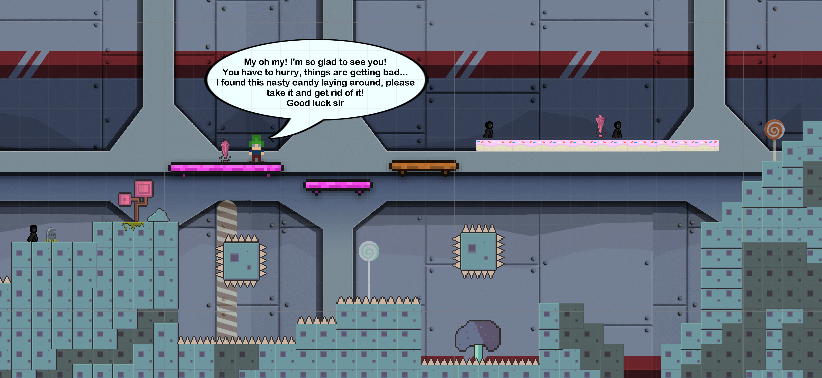 My oh my! I'm so glad to see you!
You have to hurry, things are getting bad...
I found this nasty candy laying around, please
take it and get rid of it!
Good luck sir